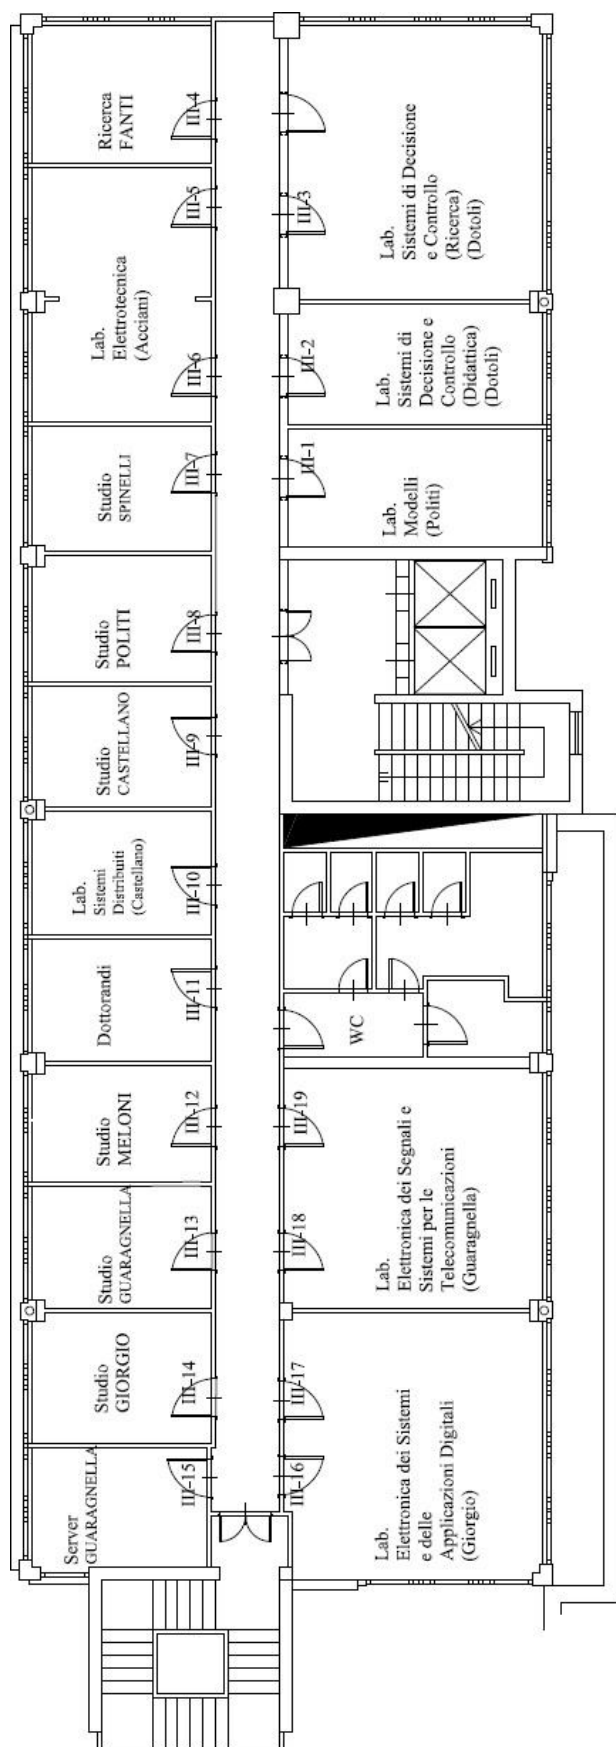 Ricerca
FANTI
III-4
III-5
Lab.
Elettrotecnica
(Acciani)
III-6
Studio
SPINELLI
III-7
Studio
POLITI
III-8
Studio
CASTELLANO
III-9
Lab.
Sistemi
Distribuiti
(Castellano)
III-10
Dottorandi
III-11
Studio
MELONI
III-12
Studio
GUARAGNELLA
III-13
Studio
GIORGIO
III-14
Server
GUARAGNELLA
III-15
III-3
Lab.
Sistemi di Decisione
e Controllo
(Ricerca)
(Dotoli)
III-2
Lab.
Sistemi di
Decisione e
Controllo
(Didattica)
(Dotoli)
III-1
Lab.
Modelli
(Politi)
WC
III-19
III-18
Lab.
Elettronica dei Segnali e
Sistemi per le
Telecomunicazioni
(Guaragnella)
III-17
III-16
Lab.
Elettronica dei Sistemi
e delle
Applicazioni Digitali
(Giorgio)